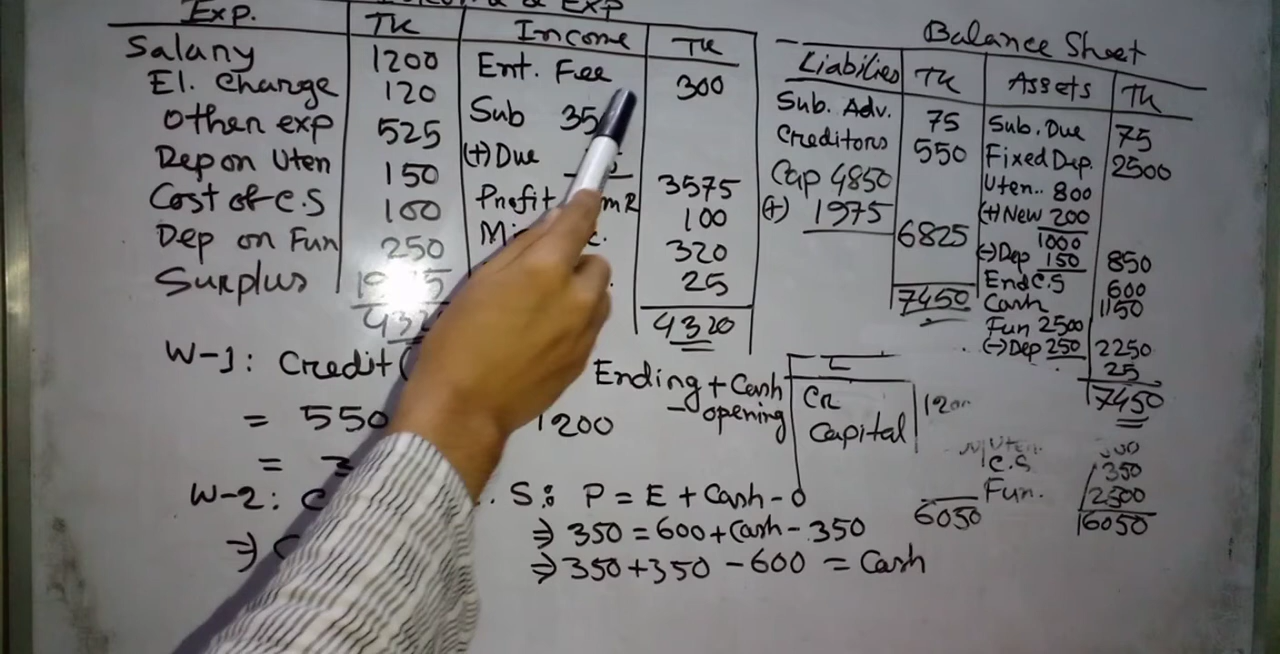 & Exp
Exp. TK Income TK
Salary 1200 Ent. Fee 300
El. Charge 120 Sub
Other exp 525 (+) Due
Dep on Uten 150 3575
Cost of C.S 100 Profit 100
Dep on Fun 250 320
Surplus 25
4320
Balance Sheet
Liabilies TK Assets TK
Sub. Adv. 75 Sub. Due 75
Creditors 550 Fixed Dep. 2500
Cap 4850 Uten.. 800
(+) 1975 (+) New 200
6825 1000
(-) Dep 150 850
End C.S 600
7450 Cash 1150
Fun 2500
(-) Dep 250 2250
25
7450
W-1: Credit
= 550 1200
=
Ending + Cash
- opening
CR
Capital
C.S 350
Fun. 2500
6050 16050
W-2: . S: P = E + Cash - O
⇒ 350 = 600 + Cash - 350
⇒ 350 + 350 - 600 = Cash